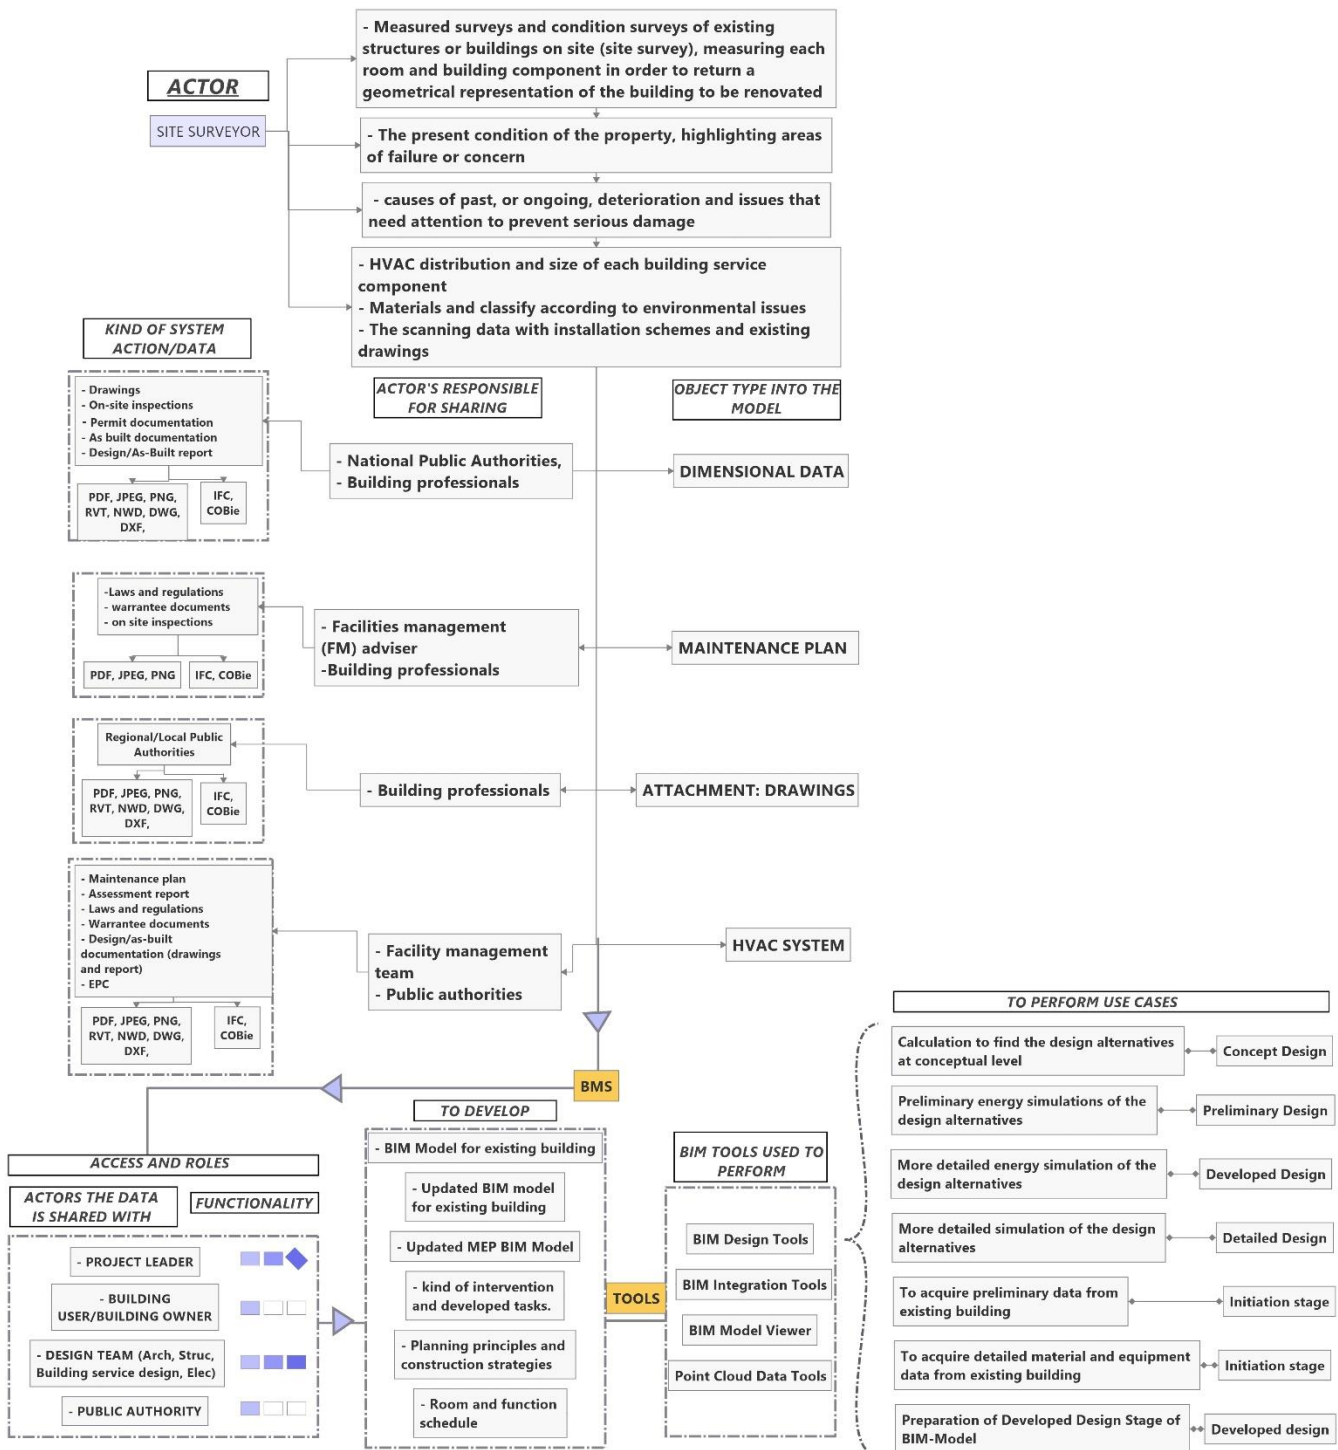 - Measured surveys and condition surveys of existing
structures or buildings on site (site survey), measuring each
room and building component in order to return a
geometrical representation of the building to be renovated
ACTOR
SITE SURVEYOR
- The present condition of the property, highlighting areas
of failure or concern
- causes of past, or ongoing, deterioration and issues that
need attention to prevent serious damage
- HVAC distribution and size of each building service
component
- Materials and classify according to environmental issues
- The scanning data with installation schemes and existing
drawings
KIND OF SYSTEM
ACTION/DATA
ACTOR'S RESPONSIBLE
FOR SHARING
OBJECT TYPE INTO THE
MODEL
- Drawings
- On-site inspections
- Permit documentation
- As built documentation
- Design/As-Built report
PDF, JPEG, PNG,
RVT, NWD, DWG,
DXF,
IFC,
COBie
- National Public Authorities,
- Building professionals
DIMENSIONAL DATA
-Laws and regulations
- warrantee documents
- on site inspections
PDF, JPEG, PNG
IFC, COBie
- Facilities management
(FM) adviser
-Building professionals
MAINTENANCE PLAN
Regional/Local Public
Authorities
PDF, JPEG, PNG,
RVT, NWD, DWG,
DXF,
IFC,
COBie
- Building professionals
ATTACHMENT: DRAWINGS
- Maintenance plan
- Assessment report
- Laws and regulations
- Warrantee documents
- Design/as-built
documentation (drawings
and report)
- EPC
PDF, JPEG, PNG,
RVT, NWD, DWG,
DXF,
IFC,
COBie
- Facility management
team
- Public authorities
HVAC SYSTEM
BMS
ACCESS AND ROLES
ACTORS THE DATA
IS SHARED WITH
FUNCTIONALITY
- PROJECT LEADER
- BUILDING
USER/BUILDING OWNER
- DESIGN TEAM (Arch, Struc,
Building service design, Elec)
- PUBLIC AUTHORITY
TO DEVELOP
- BIM Model for existing building
- Updated BIM model
for existing building
- Updated MEP BIM Model
- kind of intervention
and developed tasks.
- Planning principles and
construction strategies
- Room and function
schedule
TOOLS
BIM TOOLS USED TO
PERFORM
BIM Design Tools
BIM Integration Tools
BIM Model Viewer
Point Cloud Data Tools
TO PERFORM USE CASES
Calculation to find the design alternatives
at conceptual level
Concept Design
Preliminary energy simulations of the
design alternatives
Preliminary Design
More detailed energy simulation of the
design alternatives
Developed Design
More detailed simulation of the design
alternatives
Detailed Design
To acquire preliminary data from
existing building
Initiation stage
To acquire detailed material and equipment
data from existing building
Initiation stage
Preparation of Developed Design Stage of
BIM-Model
Developed design